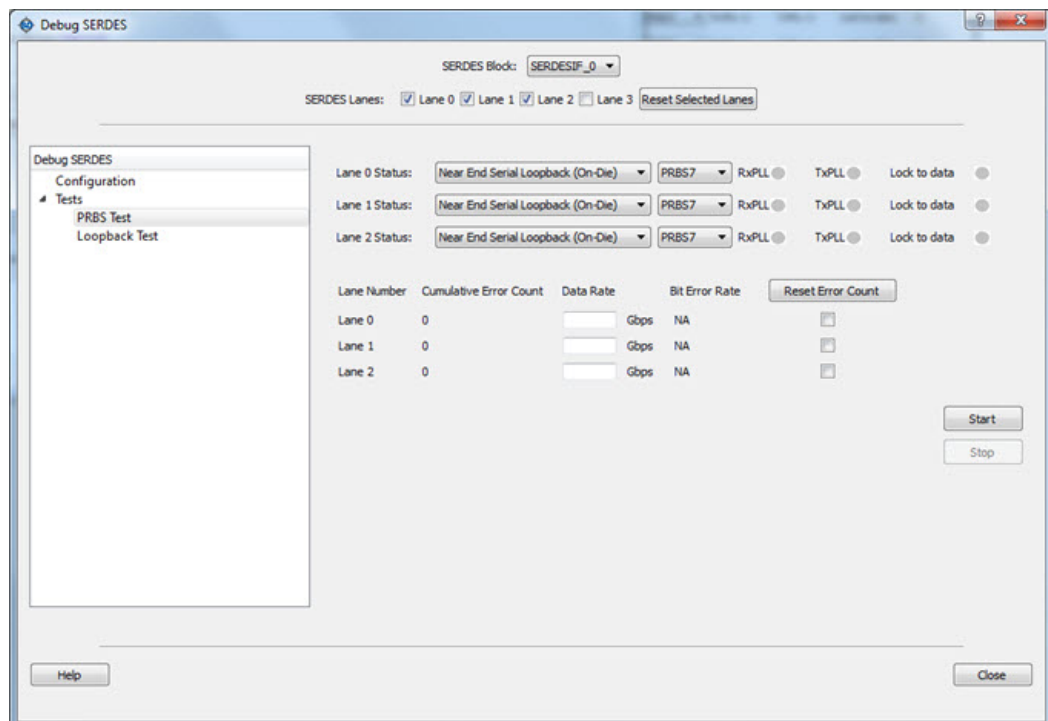 Debug SERDES
SERDES Block: SERDESIF_0
SERDES Lanes: Lane 0 Lane 1 Lane 2 Lane 3 Reset Selected Lanes
Debug SERDES
Configuration
Tests
PRBS Test
Loopback Test
Lane 0 Status: Near End Serial Loopback (On-Die) PRBS7 RxPLL TxPLL Lock to data
Lane 1 Status: Near End Serial Loopback (On-Die) PRBS7 RxPLL TxPLL Lock to data
Lane 2 Status: Near End Serial Loopback (On-Die) PRBS7 RxPLL TxPLL Lock to data
Lane Number Cumulative Error Count Data Rate Bit Error Rate Reset Error Count
Lane 0 0 Gbps NA
Lane 1 0 Gbps NA
Lane 2 0 Gbps NA
Start
Stop
Help Close